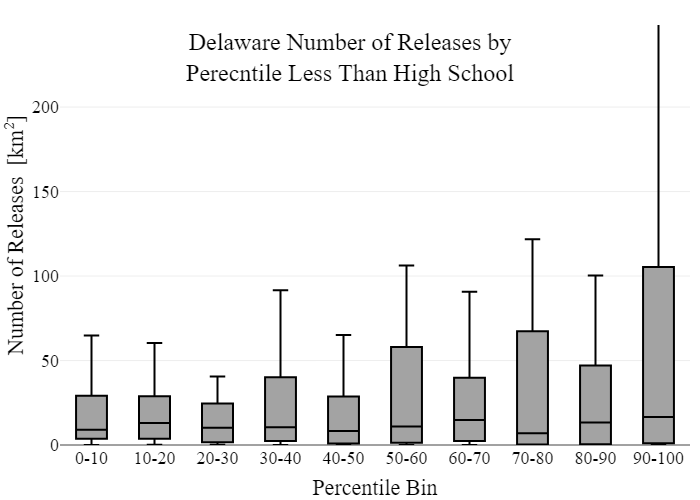 Delaware Number of Releases by
Perecntile Less Than High School
Number of Releases [km²]
200
150
100
50
0
0-10 10-20 20-30 30-40 40-50 50-60 60-70 70-80 80-90 90-100
Percentile Bin